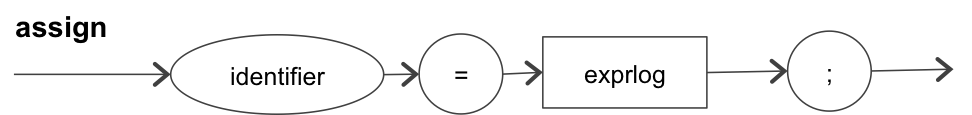 assign
identifier
=
exprlog
;